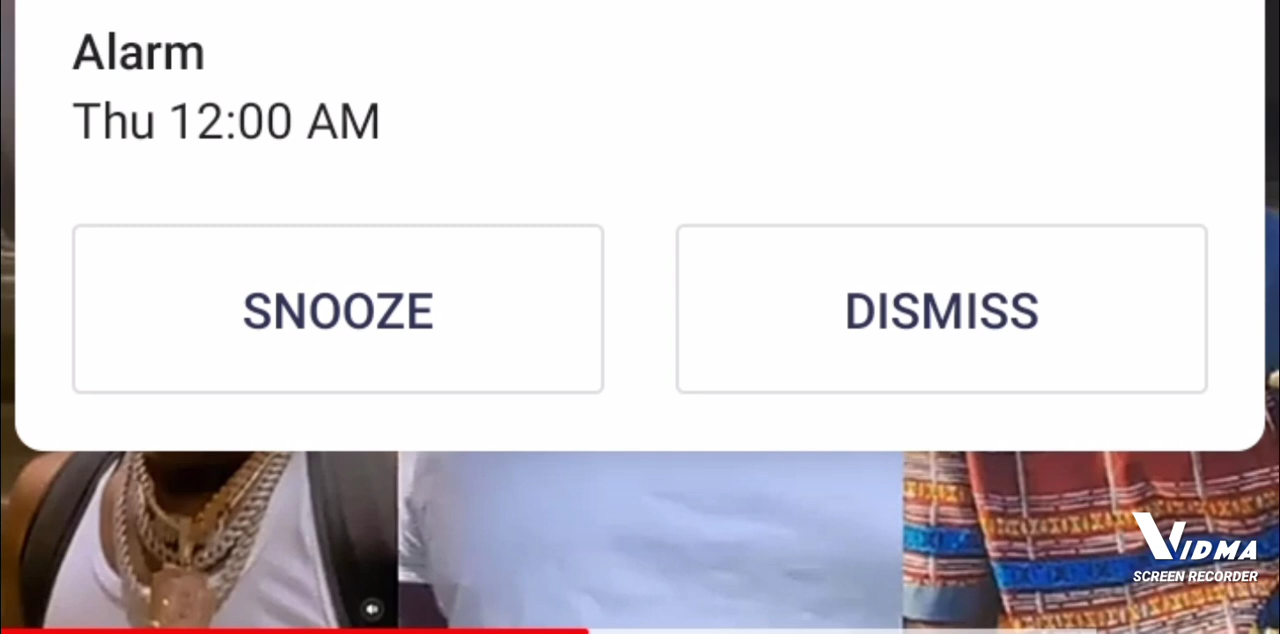 Alarm
Thu 12:00 AM
SNOOZE
DISMISS
VIDMA
SCREEN RECORDER